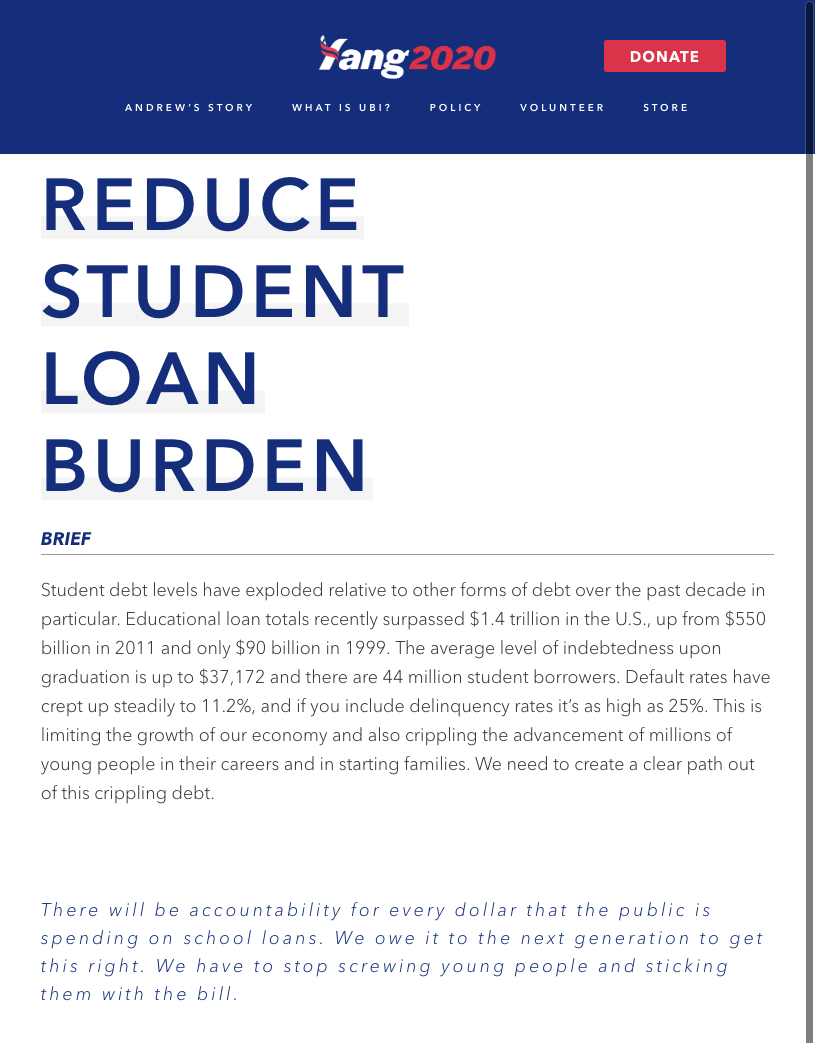 Yang2020
DONATE
ANDREW’S STORY WHAT IS UBI? POLICY VOLUNTEER STORE
REDUCE
STUDENT
LOAN
BURDEN
BRIEF
Student debt levels have exploded relative to other forms of debt over the past decade in
particular. Educational loan totals recently surpassed $1.4 trillion in the U.S., up from $550
billion in 2011 and only $90 billion in 1999. The average level of indebtedness upon
graduation is up to $37,172 and there are 44 million student borrowers. Default rates have
crept up steadily to 11.2%, and if you include delinquency rates it’s as high as 25%. This is
limiting the growth of our economy and also crippling the advancement of millions of
young people in their careers and in starting families. We need to create a clear path out
of this crippling debt.
There will be accountability for every dollar that the public is
spending on school loans. We owe it to the next generation to get
this right. We have to stop screwing young people and sticking
them with the bill.